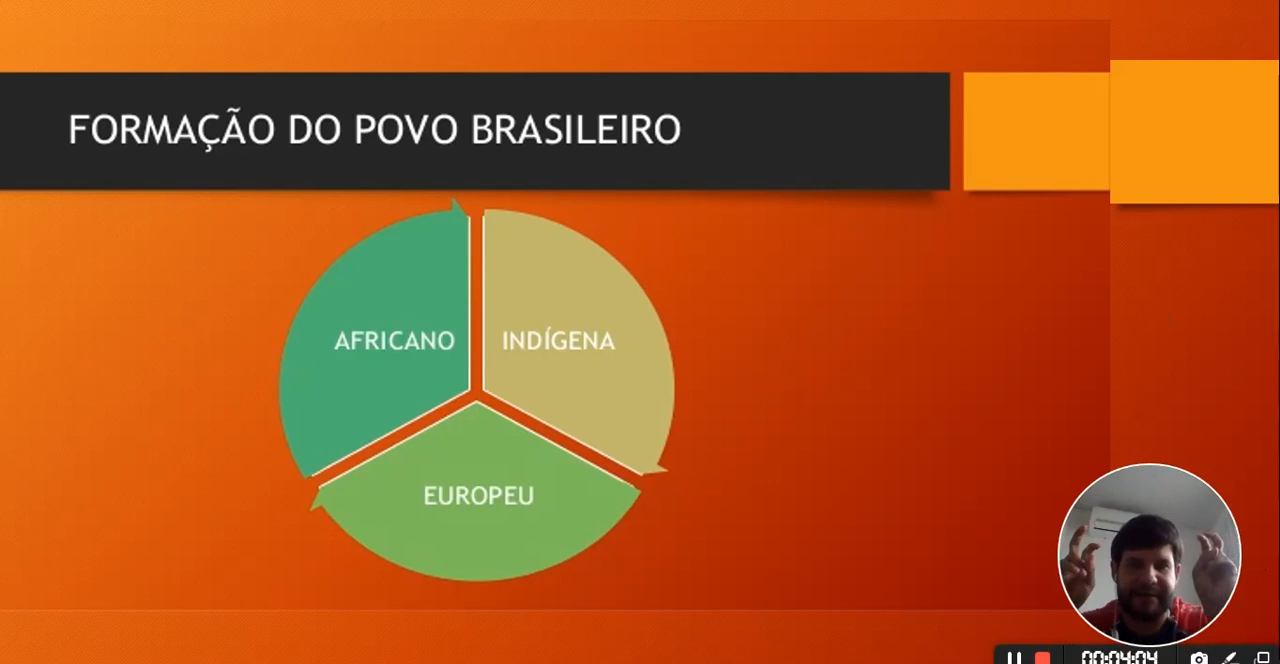 FORMAÇÃO DO POVO BRASILEIRO
AFRICANO
INDÍGENA
EUROPEU
00:04:04